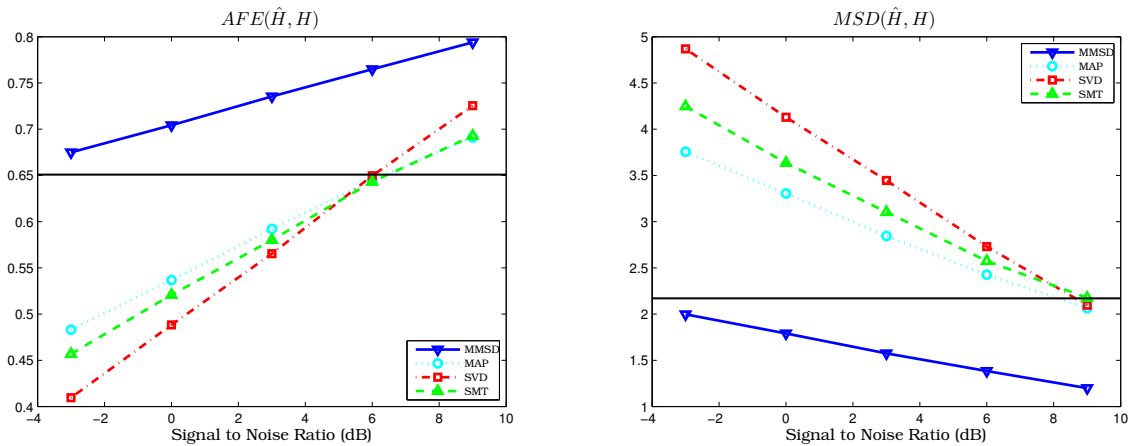 AFE(Ĥ, H)
0.8
0.75
0.7
0.65
0.6
0.55
0.5
0.45
0.4
−4 −2 0 2 4 6 8 10
Signal to Noise Ratio (dB)
MMSD
MAP
SVD
SMT
MSD(Ĥ, H)
5
4.5
4
3.5
3
2.5
2
1.5
1
−4 −2 0 2 4 6 8 10
Signal to Noise Ratio (dB)
MMSD
MAP
SVD
SMT